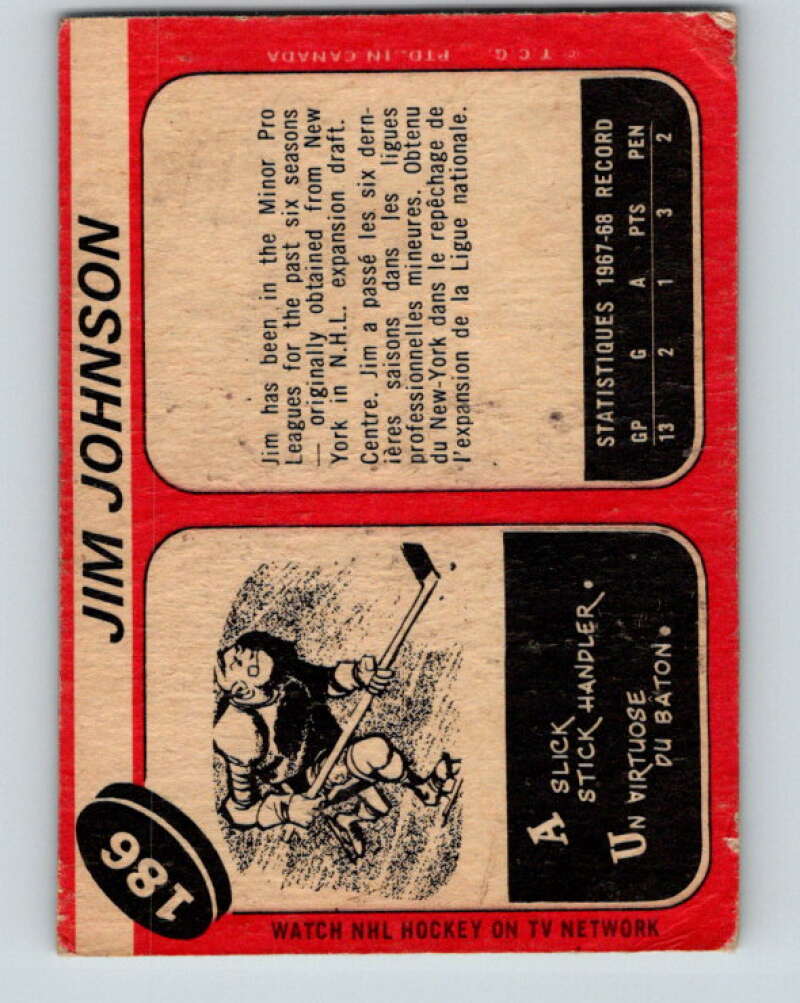 186
JIM JOHNSON
A SLICK
STICK HANDLER.
UN VIRTUOSE
DU BÂTON.
WATCH NHL HOCKEY ON TV NETWORK
Jim has been in the Minor Pro
Leagues for the past six seasons
— originally obtained from New
York in N.H.L. expansion draft.
Centre. Jim a passé les six dern-
ières saisons dans les ligues
professionnelles mineures. Obtenu
du New-York dans le repêchage de
l'expansion de la Ligue nationale.
STATISTIQUES 1967-68 RECORD
GP G A PTS PEN
13 2 1 3 2
© T. C. G. PTD. IN CANADA